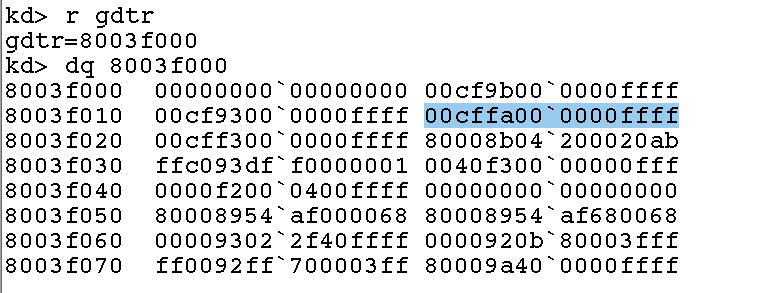 kd> r gdtr
gdtr=8003f000
kd> dq 8003f000
8003f000  00000000`00000000 00cf9b00`0000ffff
8003f010  00cf9300`0000ffff 00cffa00`0000ffff
8003f020  00cff300`0000ffff 80008b04`200020ab
8003f030  ffc093df`f0000001 0040f300`00000fff
8003f040  0000f200`0400ffff 00000000`00000000
8003f050  80008954`af000068 80008954`af680068
8003f060  00009302`2f40ffff 0000920b`80003fff
8003f070  ff0092ff`700003ff 80009a40`0000ffff